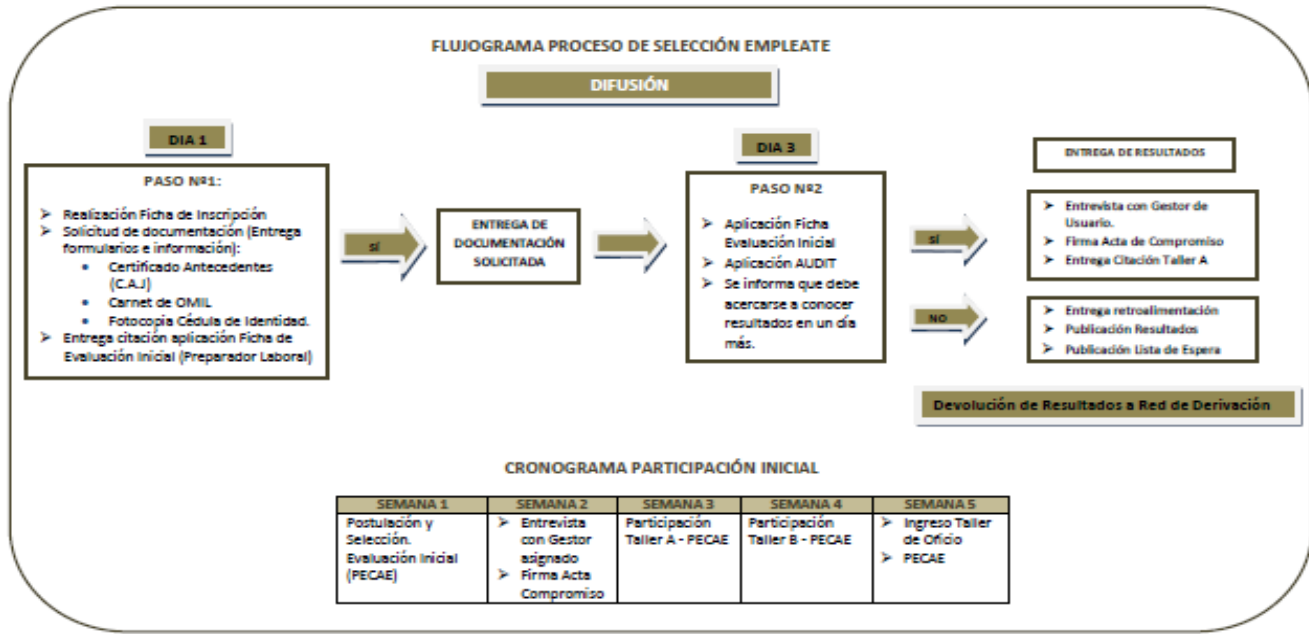 FLUJOGRAMA PROCESO DE SELECCIÓN EMPLEATE
DIFUSIÓN
DIA 1
PASO Nº1:
➤ Realización Ficha de Inscripción
➤ Solicitud de documentación (Entrega
formularios e información):
• Certificado Antecedentes
(C.A.J)
• Carnet de OMIL
• Fotocopia Cédula de Identidad.
➤ Entrega citación aplicación Ficha de
Evaluación Inicial (Preparador Laboral)
SÍ
ENTREGA DE
DOCUMENTACIÓN
SOLICITADA
DIA 3
PASO Nº2
➤ Aplicación Ficha
Evaluación Inicial
➤ Aplicación AUDIT
➤ Se informa que debe
acercarse a conocer
resultados en un día
más.
SÍ
NO
ENTREGA DE RESULTADOS
➤ Entrevista con Gestor de
Usuario.
➤ Firma Acta de Compromiso
➤ Entrega Citación Taller A
➤ Entrega retroalimentación
➤ Publicación Resultados
➤ Publicación Lista de Espera
Devolución de Resultados a Red de Derivación
CRONOGRAMA PARTICIPACIÓN INICIAL
SEMANA 1
Postulación y
Selección.
Evaluación Inicial
(PECAE)
SEMANA 2
➤ Entrevista
con Gestor
asignado
➤ Firma Acta
Compromiso
SEMANA 3
Participación
Taller A - PECAE
SEMANA 4
Participación
Taller B - PECAE
SEMANA 5
➤ Ingreso Taller
de Oficio
➤ PECAE